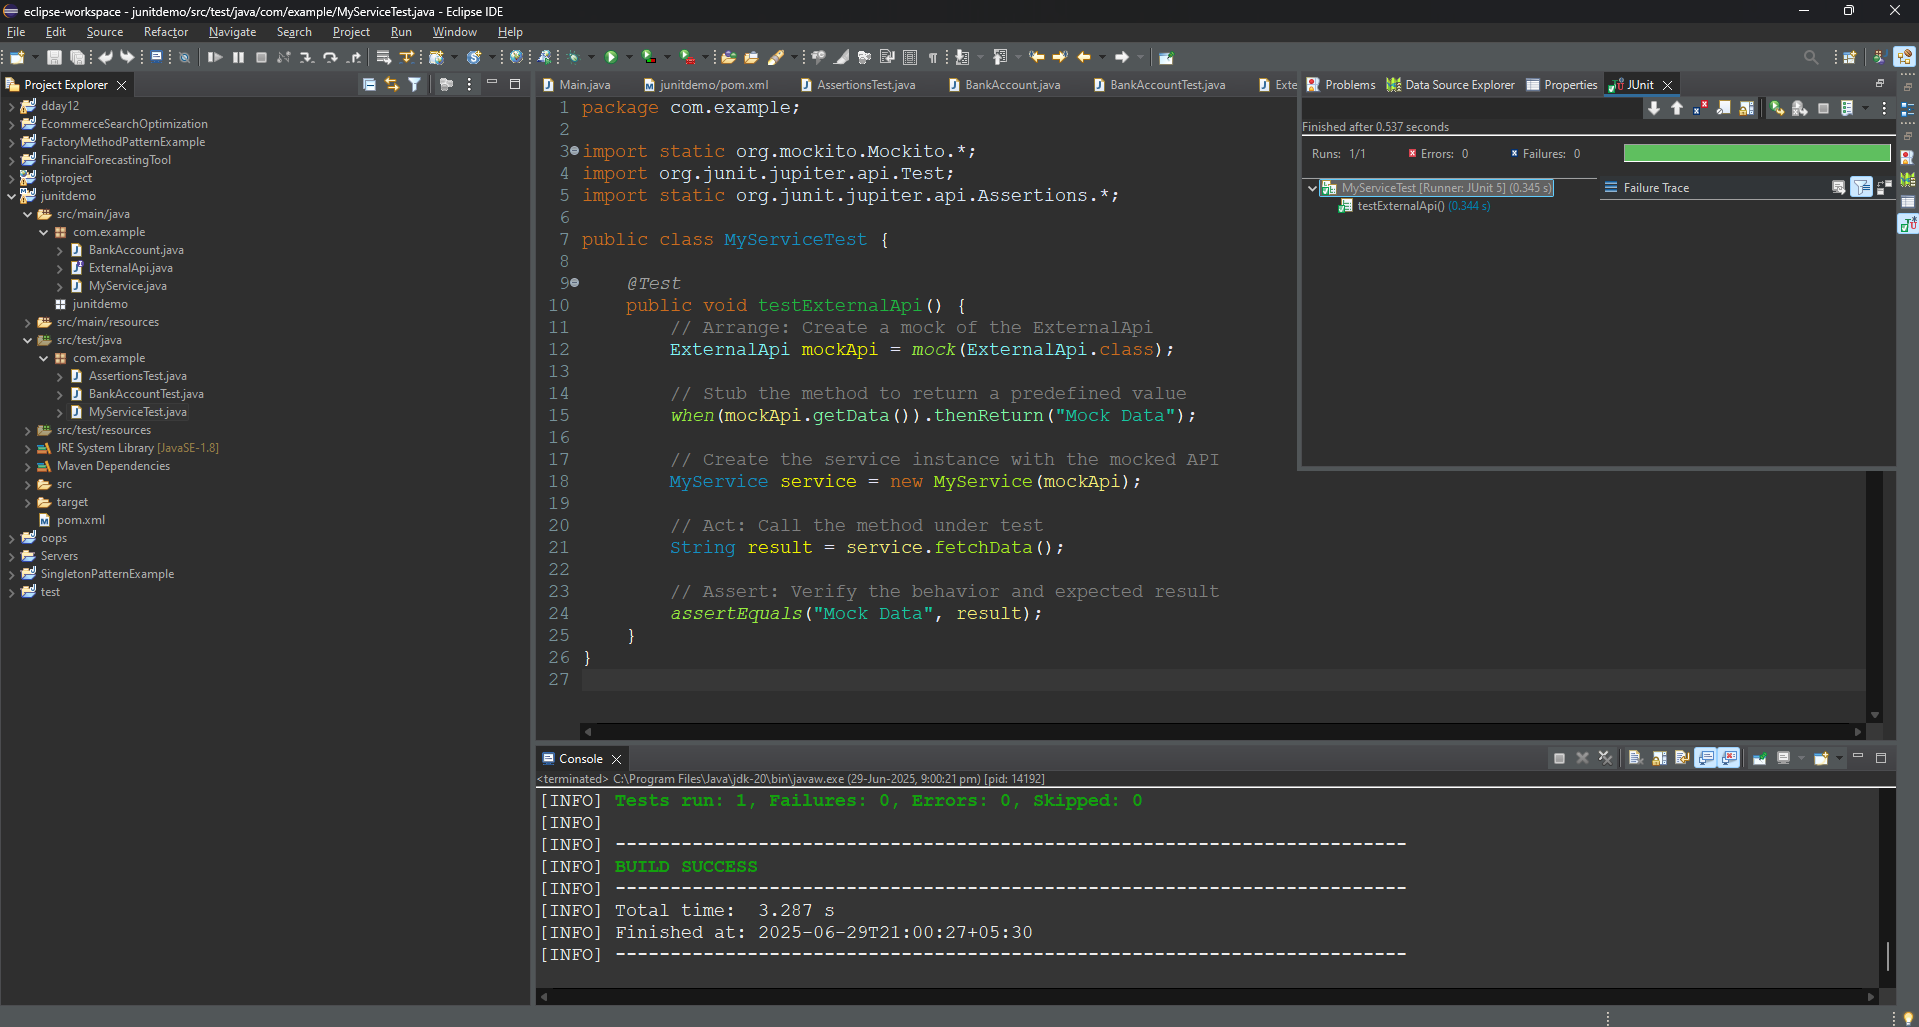 eclipse-workspace - junitdemo/src/test/java/com/example/MyServiceTest.java - Eclipse IDE
File Edit Source Refactor Navigate Search Project Run Window Help
Project Explorer
dday12
EcommerceSearchOptimization
FactoryMethodPatternExample
FinancialForecastingTool
iotproject
junitdemo
src/main/java
com.example
BankAccount.java
ExternalApi.java
MyService.java
junitdemo
src/main/resources
src/test/java
com.example
AssertionsTest.java
BankAccountTest.java
MyServiceTest.java
src/test/resources
JRE System Library [JavaSE-1.8]
Maven Dependencies
src
target
pom.xml
oops
Servers
SingletonPatternExample
test
Main.java junitdemo/pom.xml AssertionsTest.java BankAccount.java BankAccountTest.java Exte
1 package com.example;
2
3 import static org.mockito.Mockito.*;
4 import org.junit.jupiter.api.Test;
5 import static org.junit.jupiter.api.Assertions.*;
6
7 public class MyServiceTest {
8
9 @Test
10 public void testExternalApi() {
11 // Arrange: Create a mock of the ExternalApi
12 ExternalApi mockApi = mock(ExternalApi.class);
13
14 // Stub the method to return a predefined value
15 when(mockApi.getData()).thenReturn("Mock Data");
16
17 // Create the service instance with the mocked API
18 MyService service = new MyService(mockApi);
19
20 // Act: Call the method under test
21 String result = service.fetchData();
22
23 // Assert: Verify the behavior and expected result
24 assertEquals("Mock Data", result);
25 }
26 }
27
Problems Data Source Explorer Properties JUnit
Finished after 0.537 seconds
Runs: 1/1 Errors: 0 Failures: 0
MyServiceTest [Runner: JUnit 5] (0.345 s)
testExternalApi() (0.344 s)
Failure Trace
Console
<terminated> C:\Program Files\Java\jdk-20\bin\javaw.exe (29-Jun-2025, 9:00:21 pm) [pid: 14192]
[INFO] Tests run: 1, Failures: 0, Errors: 0, Skipped: 0
[INFO]
[INFO] ------------------------------------------------------------------------
[INFO] BUILD SUCCESS
[INFO] ------------------------------------------------------------------------
[INFO] Total time: 3.287 s
[INFO] Finished at: 2025-06-29T21:00:27+05:30
[INFO] ------------------------------------------------------------------------